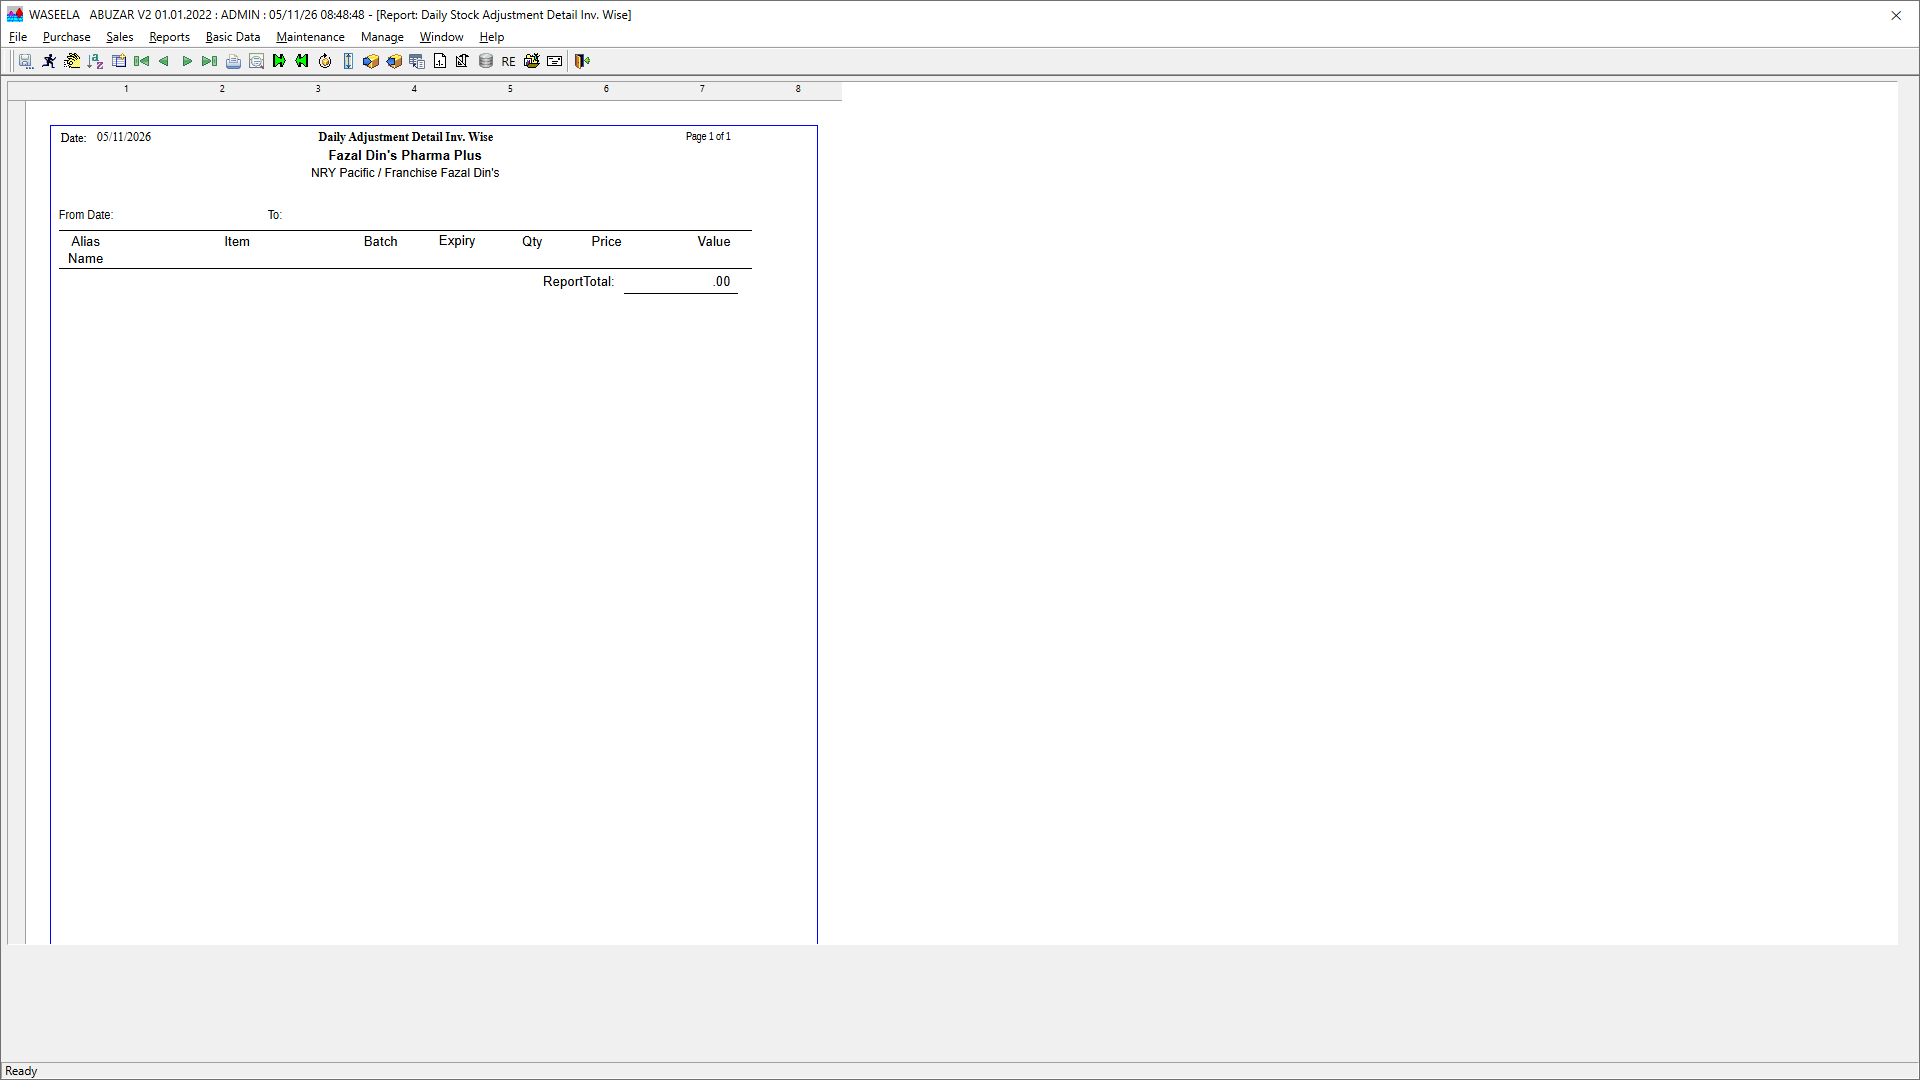 WASEELA ABUZAR V2 01.01.2022 : ADMIN : 05/11/26 08:48:48 - [Report: Daily Stock Adjustment Detail Inv. Wise]
File Purchase Sales Reports Basic Data Maintenance Manage Window Help
RE
1 2 3 4 5 6 7 8
Date: 05/11/2026 Daily Adjustment Detail Inv. Wise Page 1 of 1
Fazal Din's Pharma Plus
NRY Pacific / Franchise Fazal Din's
From Date: To:
Alias Item Batch Expiry Qty Price Value
Name
ReportTotal: .00
Ready